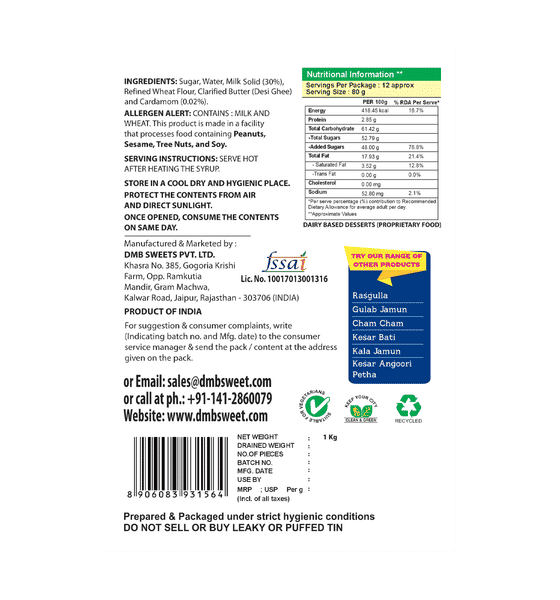 INGREDIENTS: Sugar, Water, Milk Solid (30%),
Refined Wheat Flour, Clarified Butter (Desi Ghee)
and Cardamom (0.02%).
ALLERGEN ALERT: CONTAINS : MILK AND
WHEAT. This product is made in a facility
that processes food containing Peanuts,
Sesame, Tree Nuts, and Soy.
SERVING INSTRUCTIONS: SERVE HOT
AFTER HEATING THE SYRUP.
STORE IN A COOL DRY AND HYGIENIC PLACE.
PROTECT THE CONTENTS FROM AIR
AND DIRECT SUNLIGHT.
ONCE OPENED, CONSUME THE CONTENTS
ON SAME DAY.
Nutritional Information **
Servings Per Package : 12 approx
Serving Size : 80 g
PER 100g % RDA Per Serve*
Energy 418.45 kcal 16.7%
Protein 2.85 g
Total Carbohydrate 61.42 g
-Total Sugars 52.79 g
-Added Sugars 48.00 g 76.8%
Total Fat 17.93 g 21.4%
- Saturated Fat 3.52 g 12.8%
-Trans Fat 0.00 g 0.0%
Cholesterol 0.00 mg
Sodium 52.80 mg 2.1%
*Per serve percentage (%) contribution to Recommended
Dietary Allowance for average adult per day.
**Approximate Values
DAIRY BASED DESSERTS (PROPRIETARY FOOD)
Manufactured & Marketed by :
DMB SWEETS PVT. LTD.
Khasra No. 385, Gogoria Krishi
Farm, Opp. Ramkutia
Mandir, Gram Machwa,
Kalwar Road, Jaipur, Rajasthan - 303706 (INDIA)
fssai
Lic. No. 10017013001316
PRODUCT OF INDIA
For suggestion & consumer complaints, write
(Indicating batch no. and Mfg. date) to the consumer
service manager & send the pack / content at the address
given on the pack.
TRY OUR RANGE OF
OTHER PRODUCTS
Rasgulla
Gulab Jamun
Cham Cham
Kesar Bati
Kala Jamun
Kesar Angoori
Petha
or Email: sales@dmbsweet.com
or call at ph.: +91-141-2860079
Website: www.dmbsweet.com
SUITABLE FOR VEGETARIANS
KEEP YOUR CITY
CLEAN & GREEN
RECYCLED
8 906083 931564
NET WEIGHT : 1 Kg
DRAINED WEIGHT :
NO.OF PIECES :
BATCH NO. :
MFG. DATE :
USE BY :
MRP ; USP Per g :
(Incl. of all taxes)
Prepared & Packaged under strict hygienic conditions
DO NOT SELL OR BUY LEAKY OR PUFFED TIN